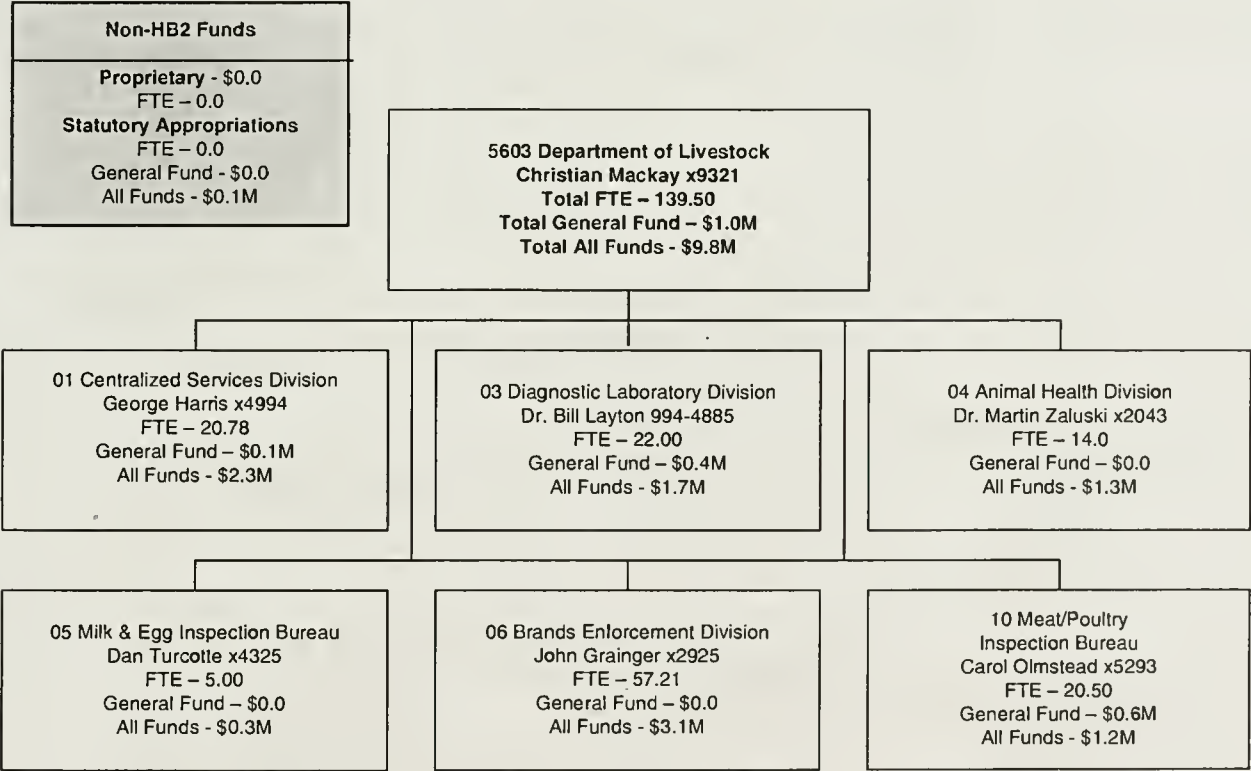 Non-HB2 Funds
Proprietary - $0.0
FTE – 0.0
Statutory Appropriations
FTE – 0.0
General Fund - $0.0
All Funds - $0.1M
5603 Department of Livestock
Christian Mackay x9321
Total FTE – 139.50
Total General Fund – $1.0M
Total All Funds - $9.8M
01 Centralized Services Division
George Harris x4994
FTE – 20.78
General Fund – $0.1M
All Funds - $2.3M
03 Diagnostic Laboratory Division
Dr. Bill Layton 994-4885
FTE – 22.00
General Fund – $0.4M
All Funds - $1.7M
04 Animal Health Division
Dr. Martin Zaluski x2043
FTE – 14.0
General Fund – $0.0
All Funds - $1.3M
05 Milk & Egg Inspection Bureau
Dan Turcotte x4325
FTE – 5.00
General Fund – $0.0
All Funds - $0.3M
06 Brands Enforcement Division
John Grainger x2925
FTE – 57.21
General Fund – $0.0
All Funds - $3.1M
10 Meat/Poultry
Inspection Bureau
Carol Olmstead x5293
FTE – 20.50
General Fund – $0.6M
All Funds - $1.2M